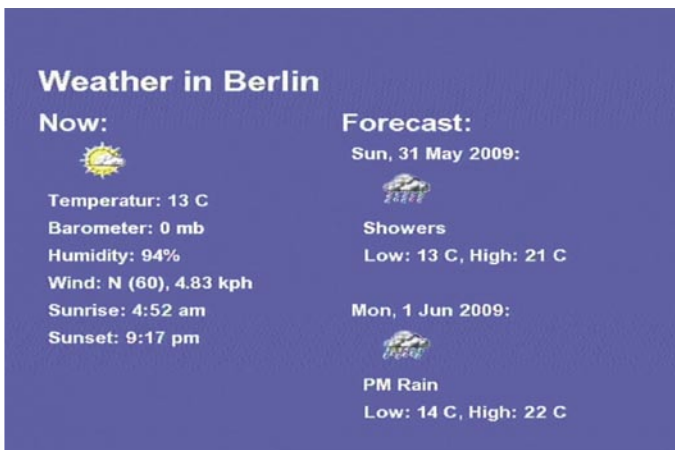 Weather in Berlin
Now:
Temperatur: 13 C
Barometer: 0 mb
Humidity: 94%
Wind: N (60), 4.83 kph
Sunrise: 4:52 am
Sunset: 9:17 pm
Forecast:
Sun, 31 May 2009:
Showers
Low: 13 C, High: 21 C
Mon, 1 Jun 2009:
PM Rain
Low: 14 C, High: 22 C